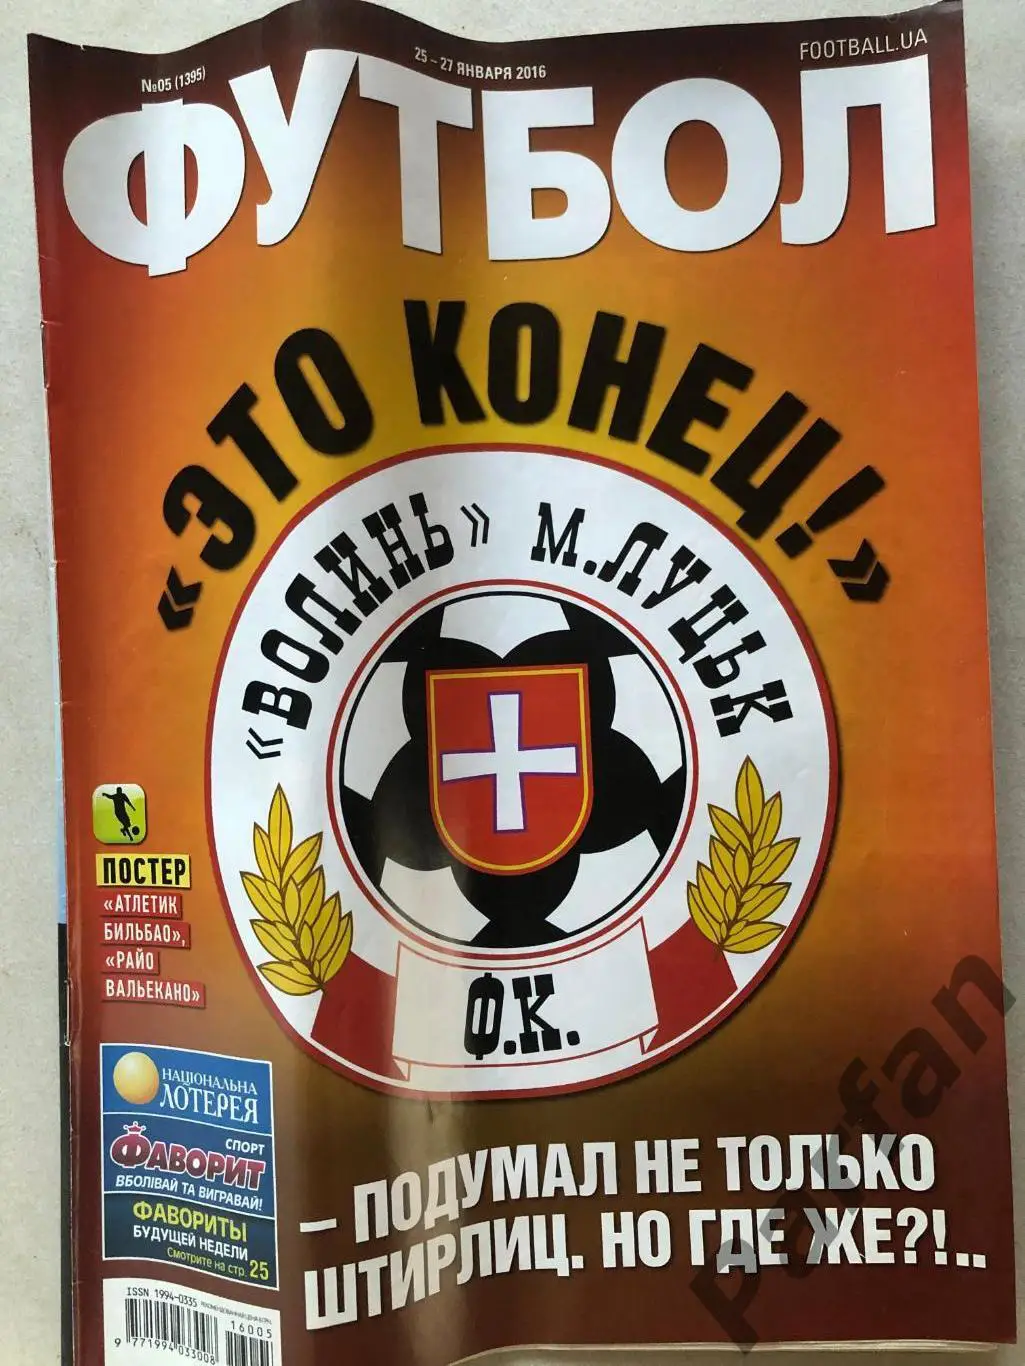 №05 (1395)
25 – 27 ЯНВАРЯ 2016
FOOTBALL.UA
ФУТБОЛ
«ЭТО КОНЕЦ!»
«ВОЛИНЬ» М.ЛУЦЬК
Ф.К.
ПОСТЕР
«АТЛЕТИК
БИЛЬБАО»,
«РАЙО
ВАЛЬЕКАНО»
НАЦІОНАЛЬНА
ЛОТЕРЕЯ
СПОРТ
ФАВОРИТ
ВБОЛІВАЙ ТА ВИГРАВАЙ!
ФАВОРИТЫ
БУДУЩЕЙ НЕДЕЛИ
Смотрите на стр. 25
– ПОДУМАЛ НЕ ТОЛЬКО
ШТИРЛИЦ. НО ГДЕ ЖЕ?!..
ISSN 1994-0335
16005
9 771994 033008
parfan